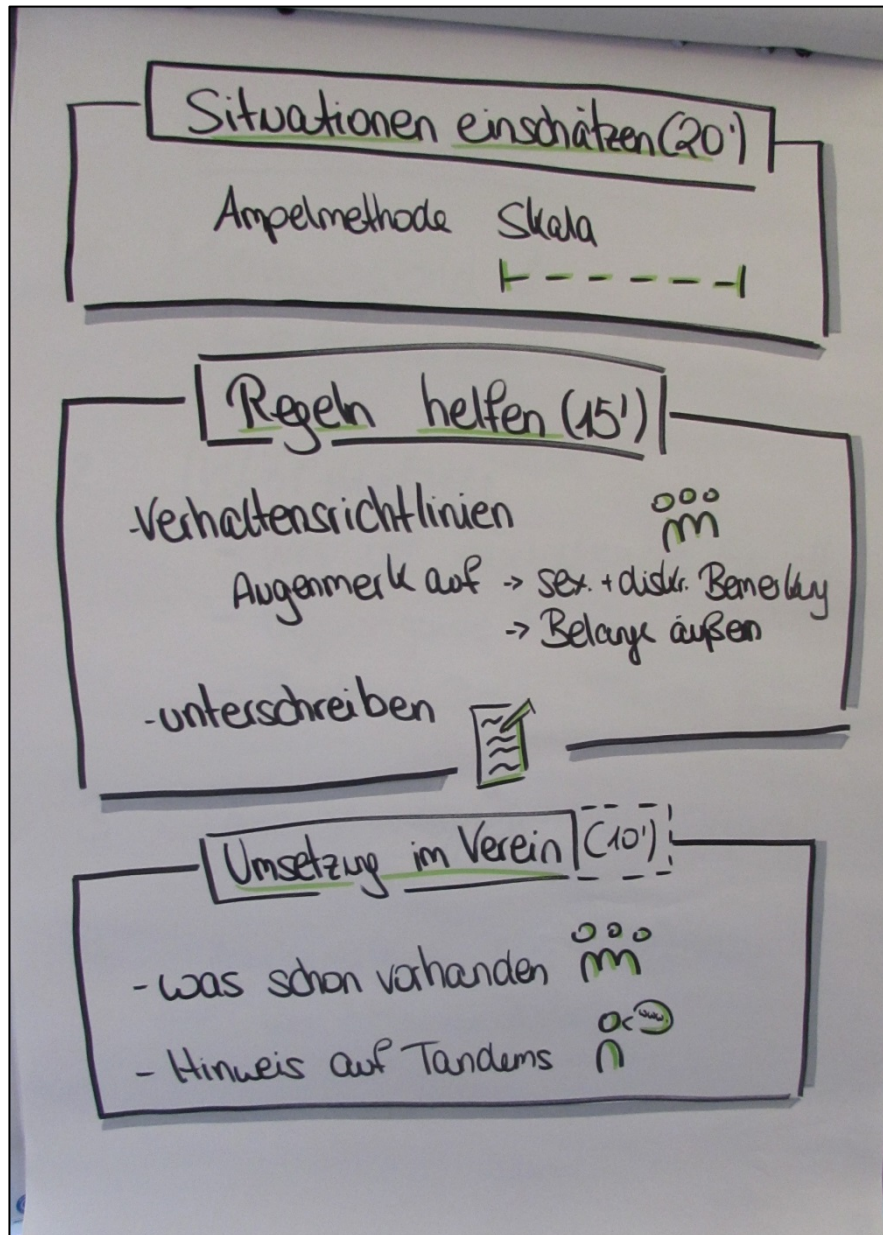 Situationen einschätzen (20')
Ampelmethode Skala
Regeln helfen (15')
-Verhaltensrichtlinien
Augenmerk auf -> sex. + diskr. Bemerkung
-> Belange äußern
-unterschreiben
Umsetzung im Verein (10')
- was schon vorhanden
- Hinweis auf Tandems